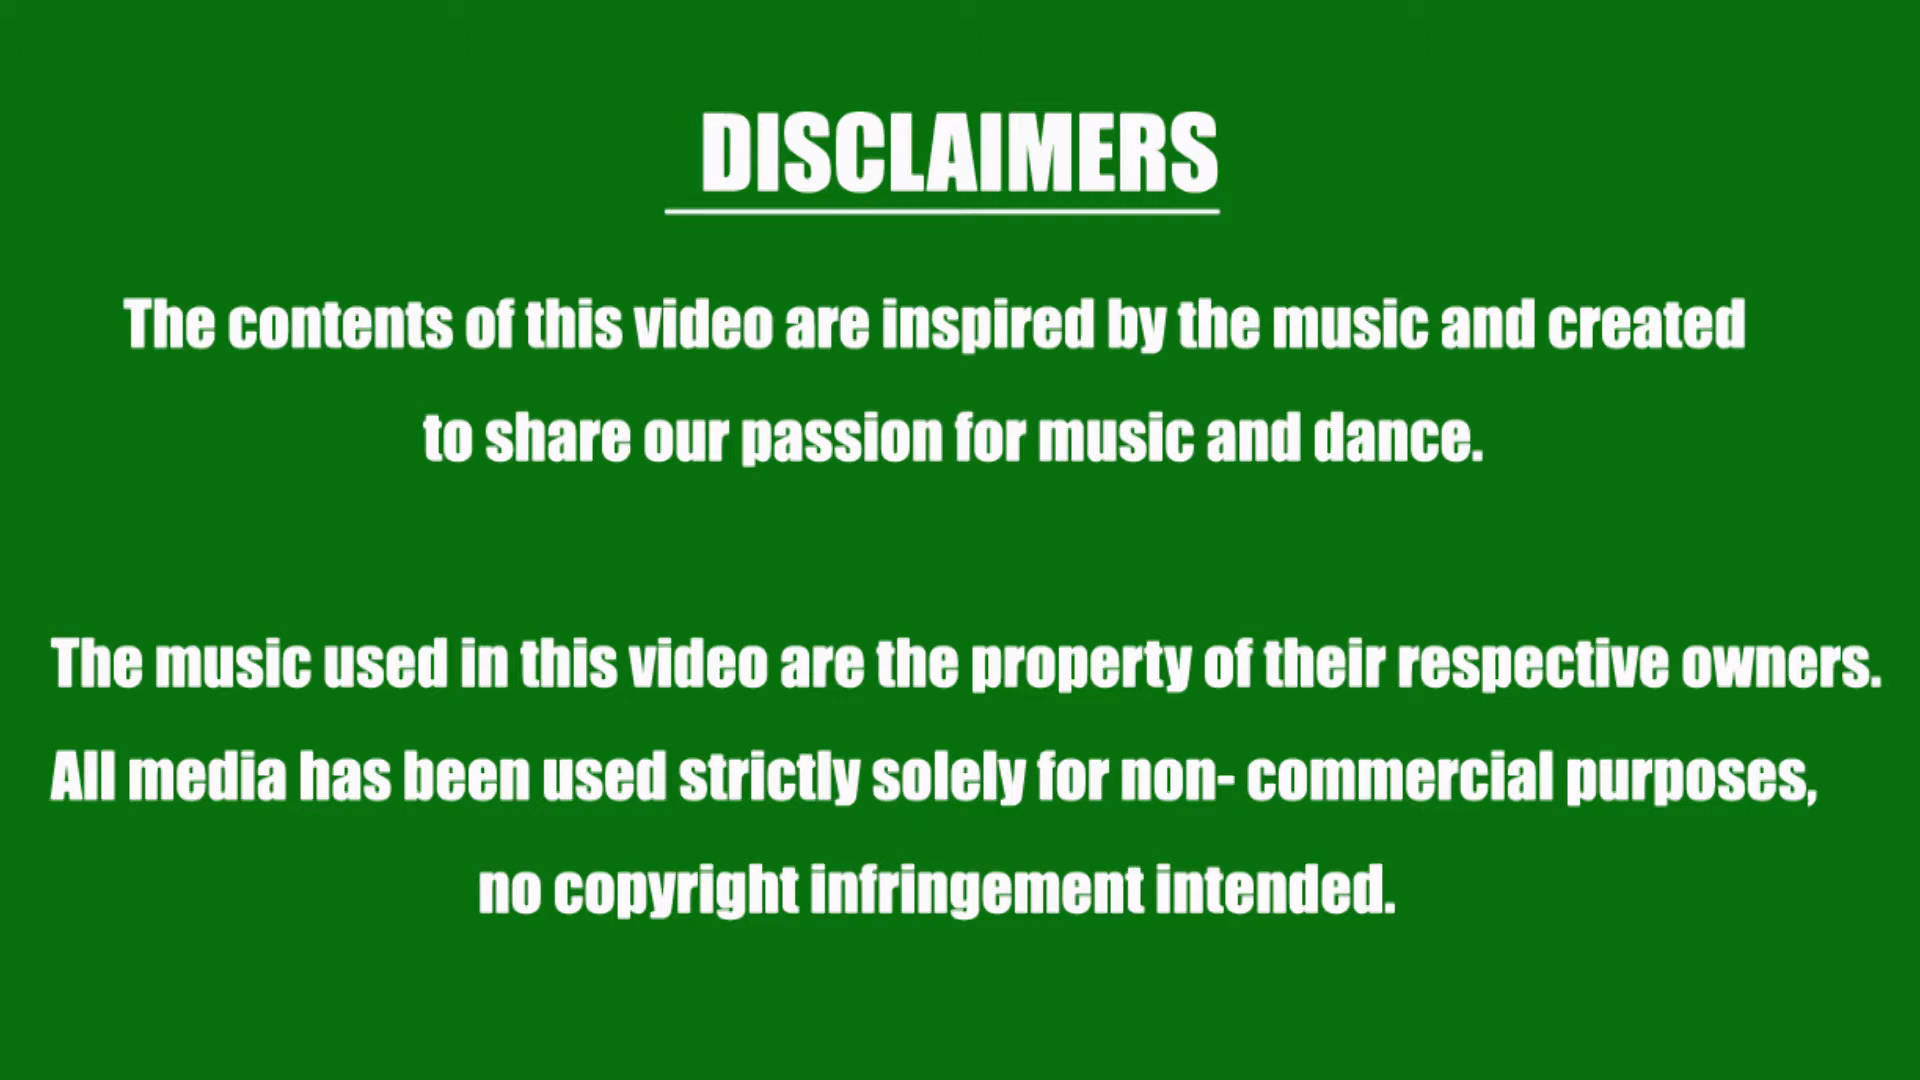 DISCLAIMERS
The contents of this video are inspired by the music and created
to share our passion for music and dance.
The music used in this video are the property of their respective owners.
All media has been used strictly solely for non- commercial purposes,
no copyright infringement intended.